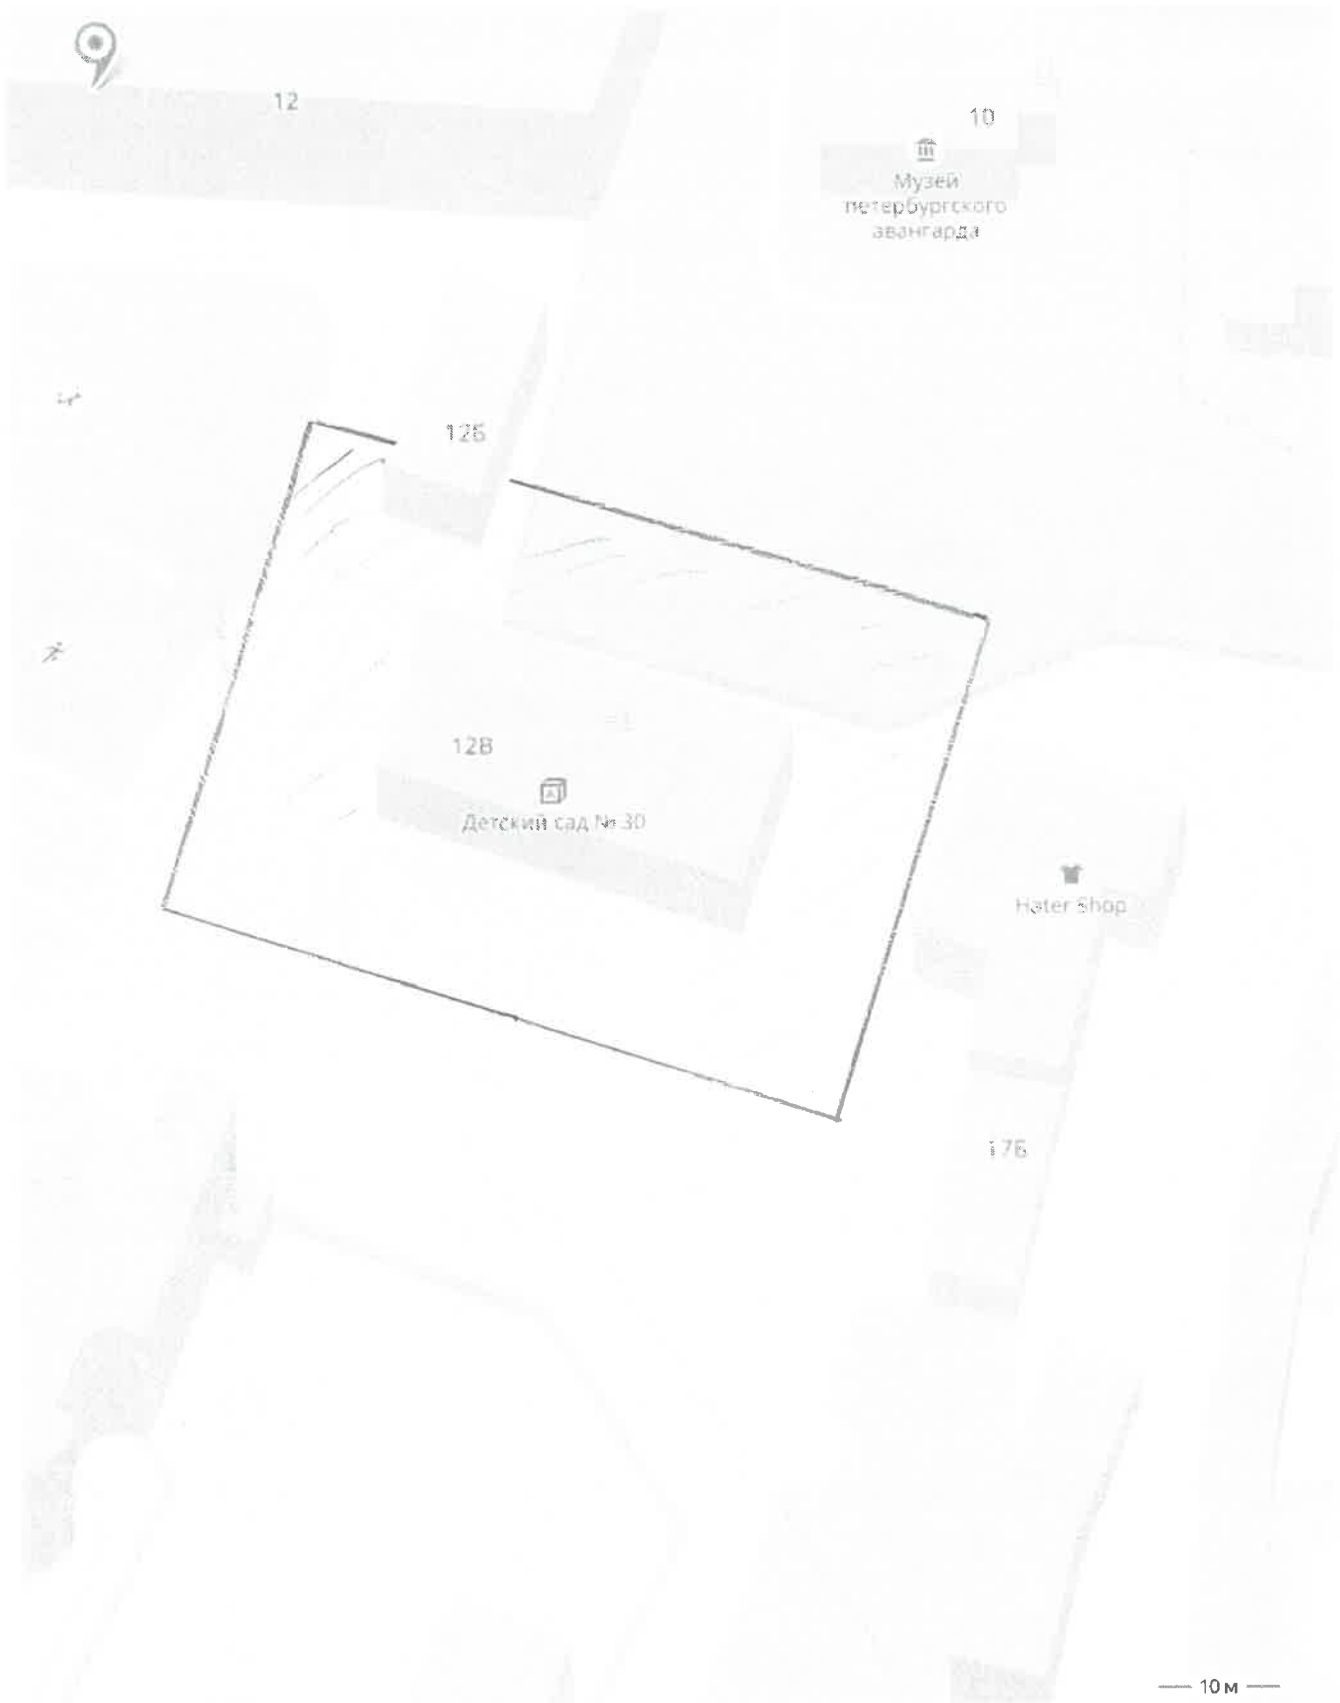 12
10
Музей
петербургского
авангарда
12Б
12В
Детский сад № 30
Hater Shop
17Б
10 м